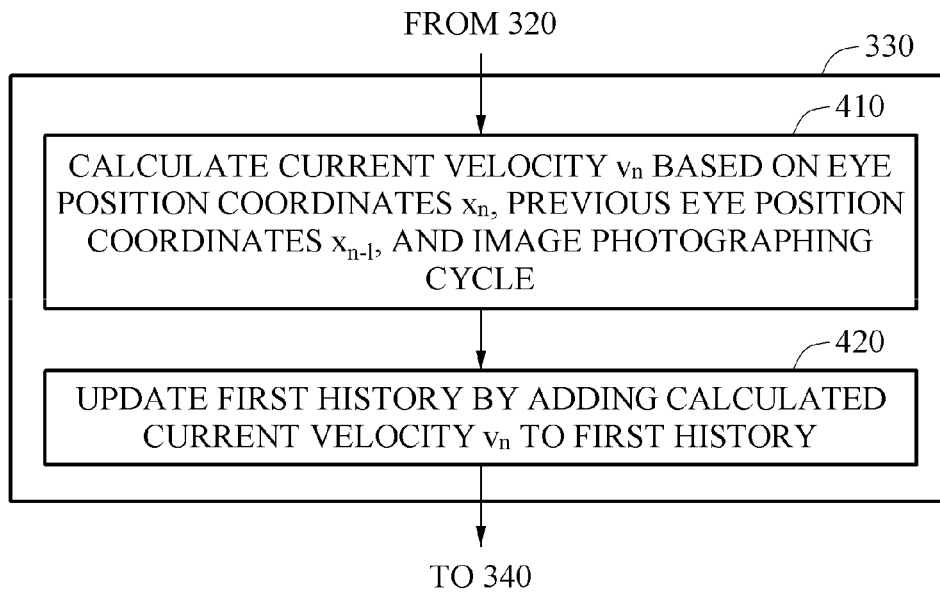 FROM 320
330
410
CALCULATE CURRENT VELOCITY vn BASED ON EYE
POSITION COORDINATES xn, PREVIOUS EYE POSITION
COORDINATES xn-1, AND IMAGE PHOTOGRAPHING
CYCLE
420
UPDATE FIRST HISTORY BY ADDING CALCULATED
CURRENT VELOCITY vn TO FIRST HISTORY
TO 340